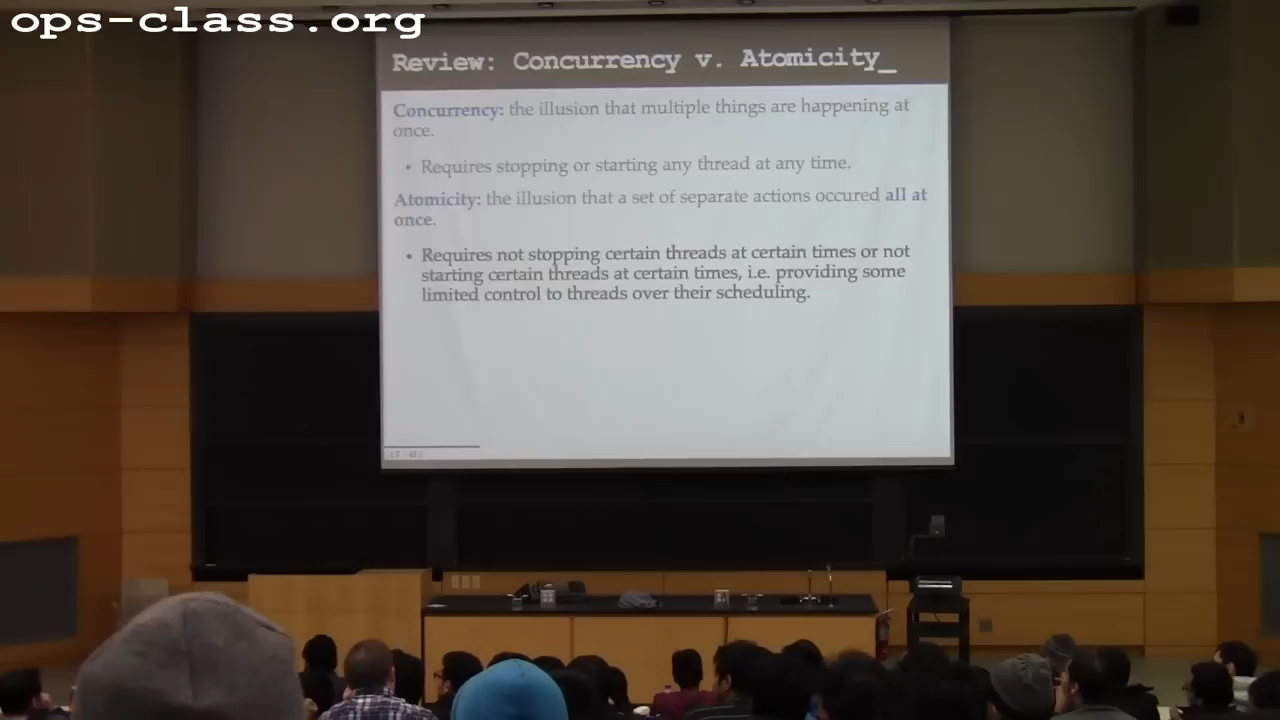 ops-class.org
Review: Concurrency v. Atomicity_
Concurrency: the illusion that multiple things are happening at
once.
• Requires stopping or starting any thread at any time.
Atomicity: the illusion that a set of separate actions occured all at
once.
• Requires not stopping certain threads at certain times or not
starting certain threads at certain times, i.e. providing some
limited control to threads over their scheduling.